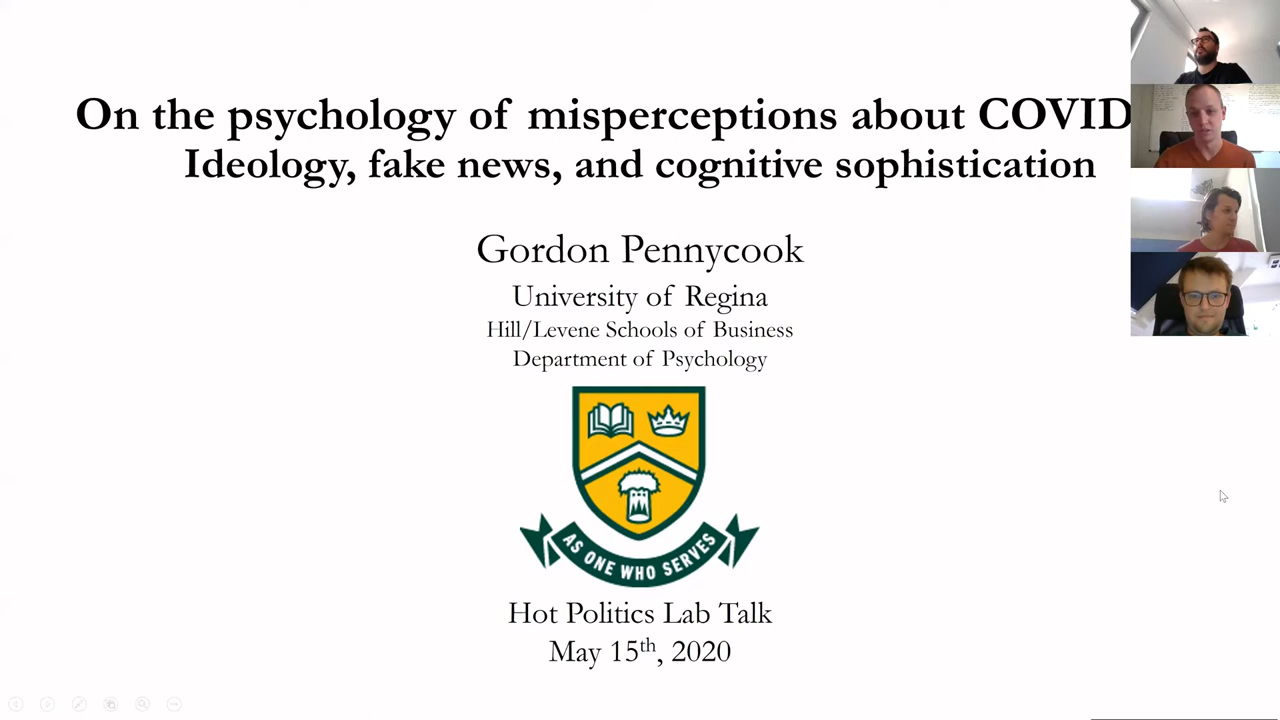 On the psychology of misperceptions about COVID
Ideology, fake news, and cognitive sophistication
Gordon Pennycook
University of Regina
Hill/Levene Schools of Business
Department of Psychology
AS ONE WHO SERVES
Hot Politics Lab Talk
May 15th, 2020